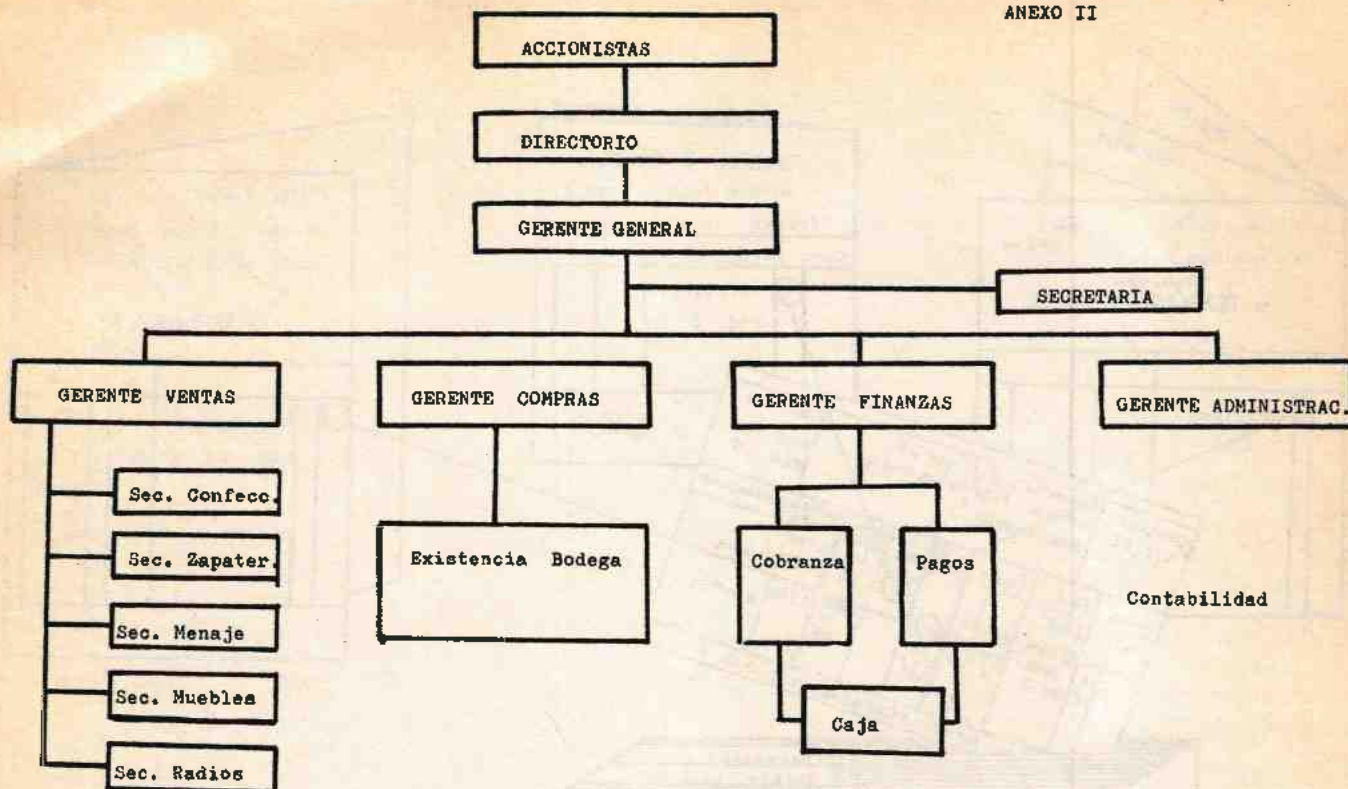 ANEXO II
ACCIONISTAS
DIRECTORIO
GERENTE GENERAL
SECRETARIA
GERENTE VENTAS
GERENTE COMPRAS
GERENTE FINANZAS
GERENTE ADMINISTRAC.
Sec. Confecc.
Sec. Zapater.
Sec. Menaje
Sec. Muebles
Sec. Radios
Existencia Bodega
Cobranza
Pagos
Caja
Contabilidad